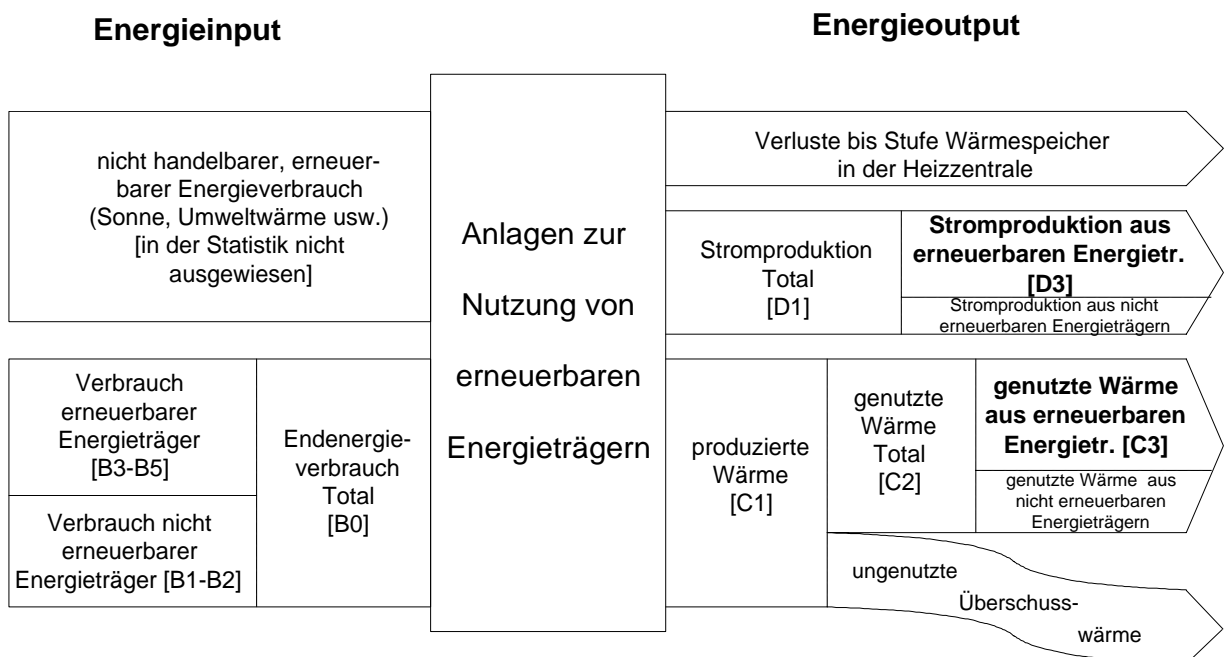 Energieinput
Energieoutput
nicht handelbarer, erneuer-
barer Energieverbrauch
(Sonne, Umweltwärme usw.)
[in der Statistik nicht
ausgewiesen]
Verbrauch
erneuerbarer
Energieträger
[B3-B5]
Verbrauch nicht
erneuerbarer
Energieträger [B1-B2]
Endenergie-
verbrauch
Total
[B0]
Anlagen zur
Nutzung von
erneuerbaren
Energieträgern
Verluste bis Stufe Wärmespeicher
in der Heizzentrale
Stromproduktion
Total
[D1]
Stromproduktion aus
erneuerbaren Energietr.
[D3]
Stromproduktion aus nicht
erneuerbaren Energieträgern
produzierte
Wärme
[C1]
genutzte
Wärme
Total
[C2]
genutzte Wärme
aus erneuerbaren
Energietr. [C3]
genutzte Wärme aus
nicht erneuerbaren
Energieträgern
ungenutzte
Überschuss-
wärme